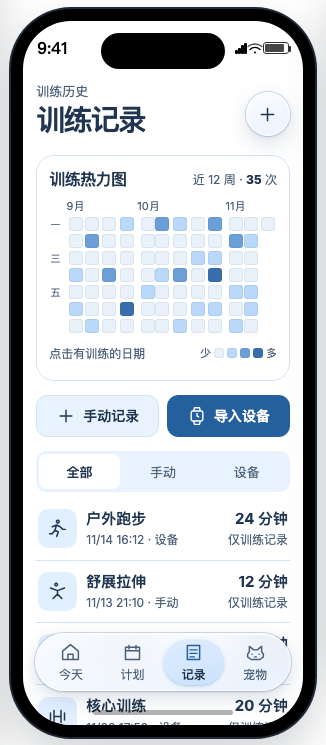 9:41
训练历史
训练记录
训练热力图 近 12 周 · 35 次
9月 10月 11月
一
三
五
点击有训练的日期 少 多
手动记录 导入设备
全部 手动 设备
户外跑步 24 分钟
11/14 16:12 · 设备 仅训练记录
舒展拉伸 12 分钟
11/13 21:10 · 手动 仅训练记录
今天 计划 记录 宠物
核心训练 20 分钟